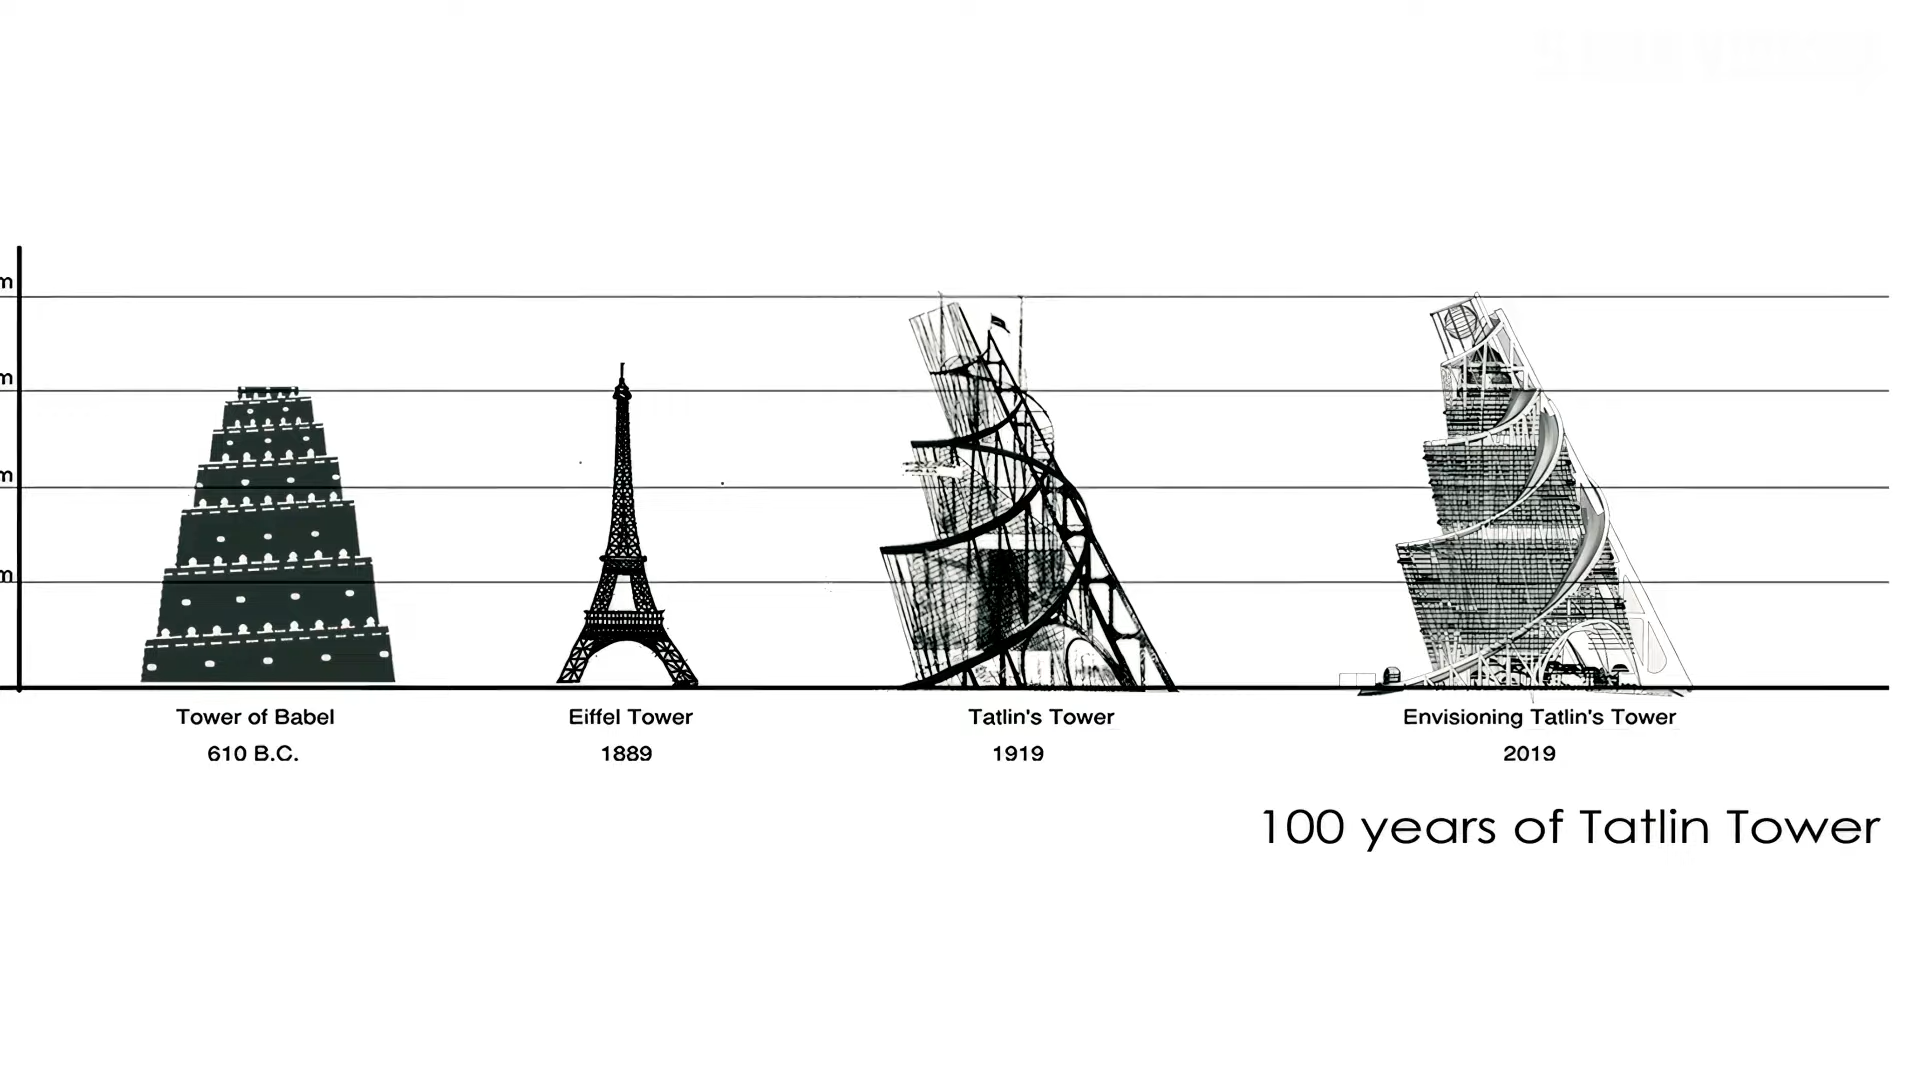 m
m
m
m
Tower of Babel
610 B.C.
Eiffel Tower
1889
Tatlin's Tower
1919
Envisioning Tatlin's Tower
2019
100 years of Tatlin Tower